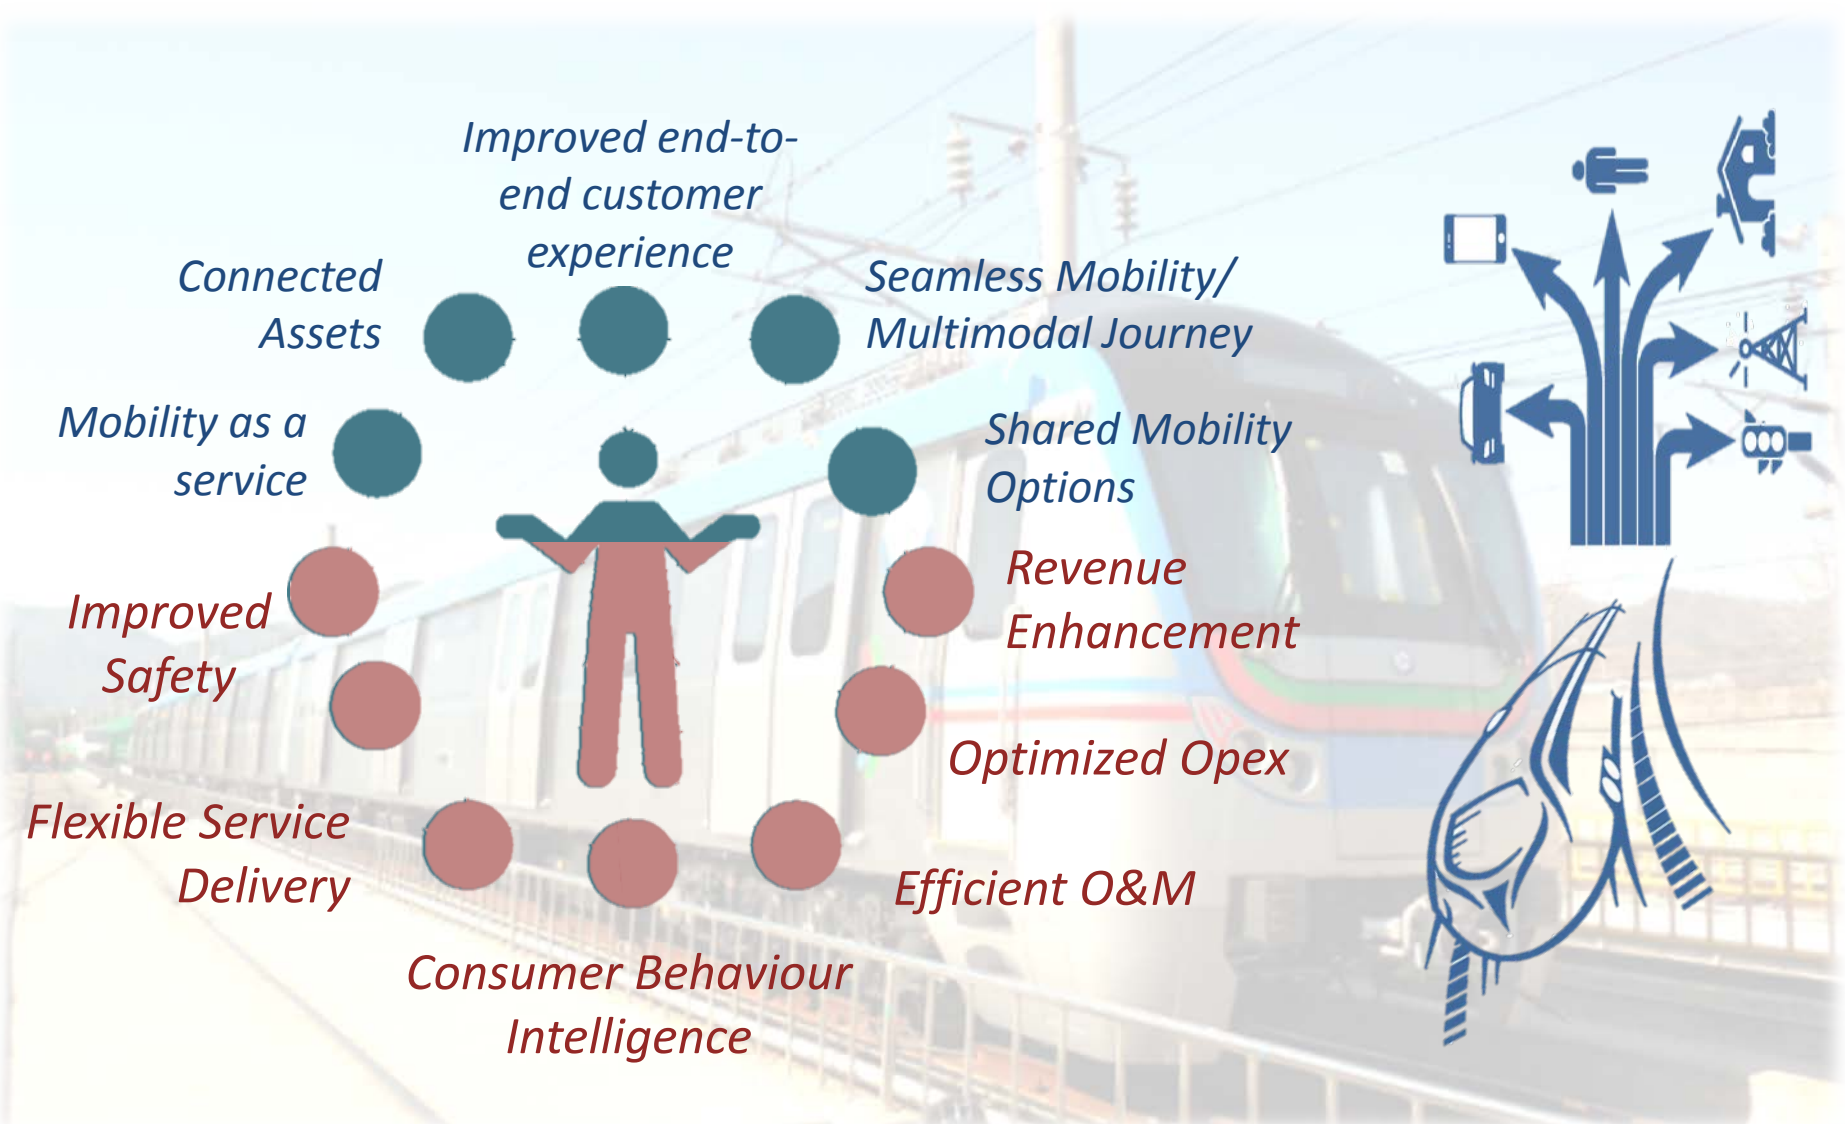 Improved end-to-
end customer
experience
Connected
Assets
Seamless Mobility/
Multimodal Journey
Mobility as a
service
Shared Mobility
Options
Improved
Safety
Revenue
Enhancement
Optimized Opex
Flexible Service
Delivery
Efficient O&M
Consumer Behaviour
Intelligence